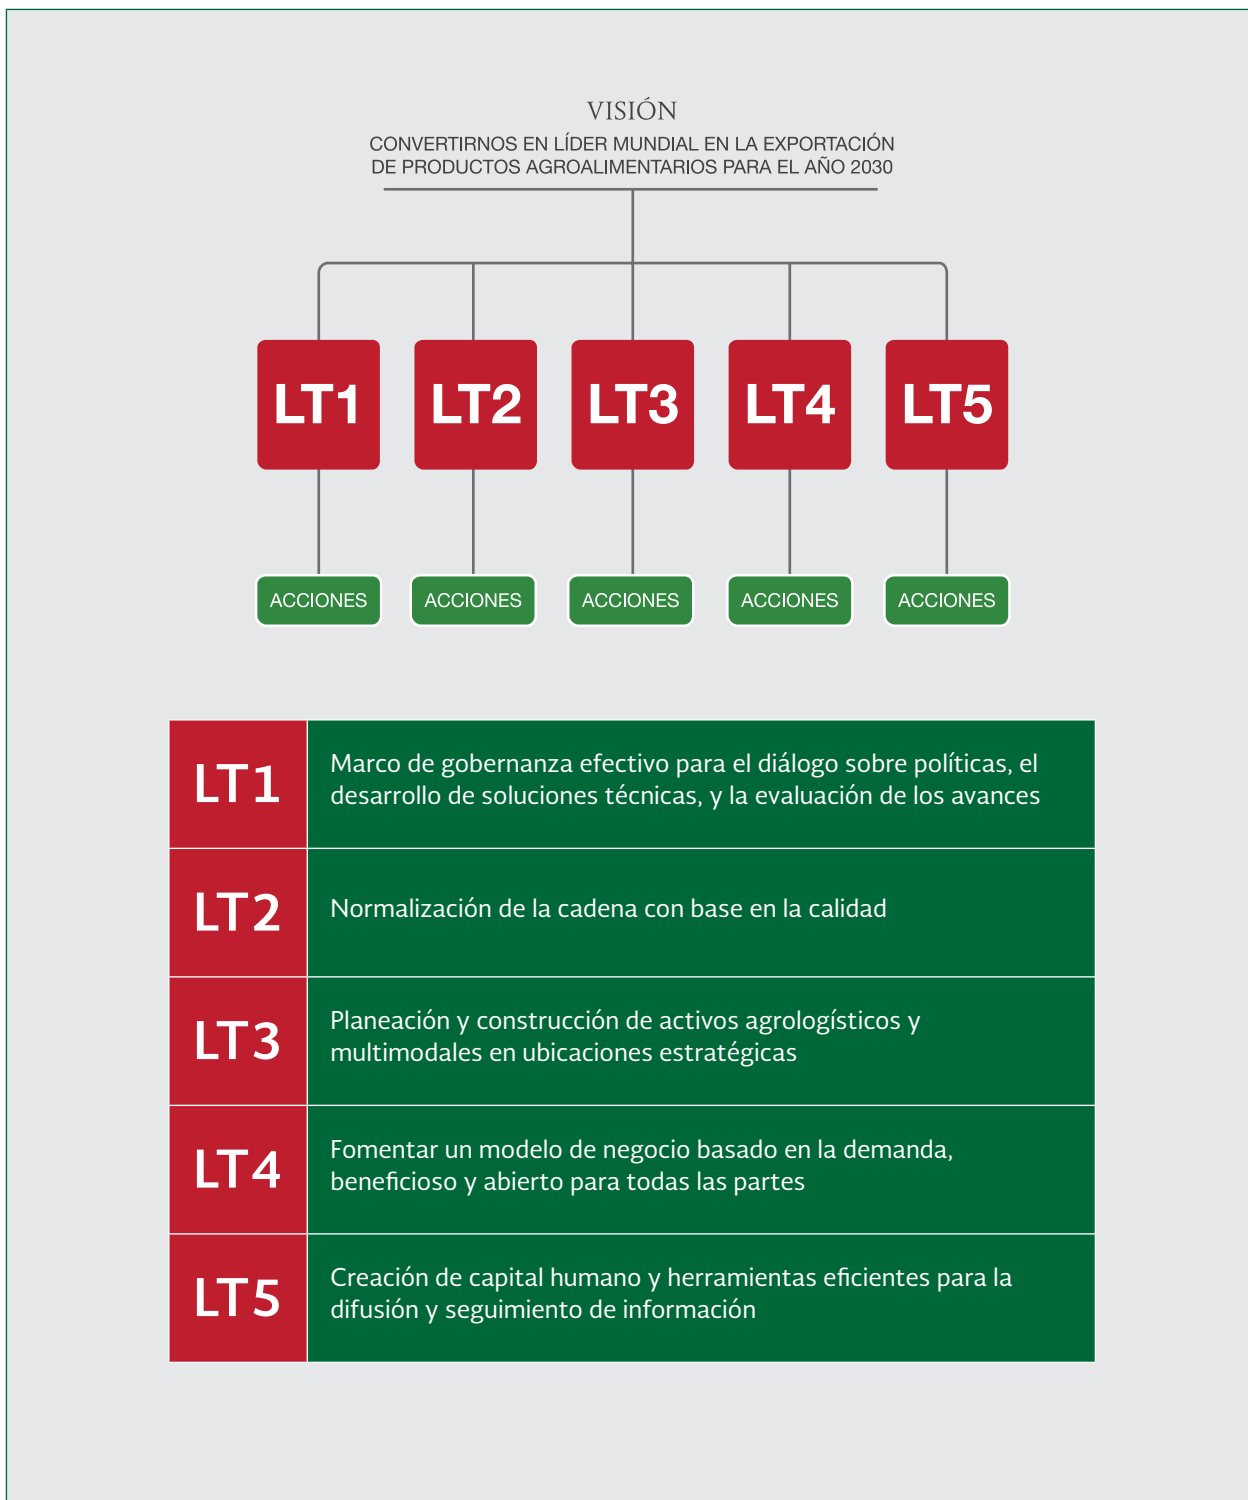 VISIÓN
CONVERTIRNOS EN LÍDER MUNDIAL EN LA EXPORTACIÓN
DE PRODUCTOS AGROALIMENTARIOS PARA EL AÑO 2030
LT1 LT2 LT3 LT4 LT5
ACCIONES ACCIONES ACCIONES ACCIONES ACCIONES
LT1
Marco de gobernanza efectivo para el diálogo sobre políticas, el
desarrollo de soluciones técnicas, y la evaluación de los avances
LT2
Normalización de la cadena con base en la calidad
LT3
Planeación y construcción de activos agrologísticos y
multimodales en ubicaciones estratégicas
LT4
Fomentar un modelo de negocio basado en la demanda,
beneficioso y abierto para todas las partes
LT5
Creación de capital humano y herramientas eficientes para la
difusión y seguimiento de información